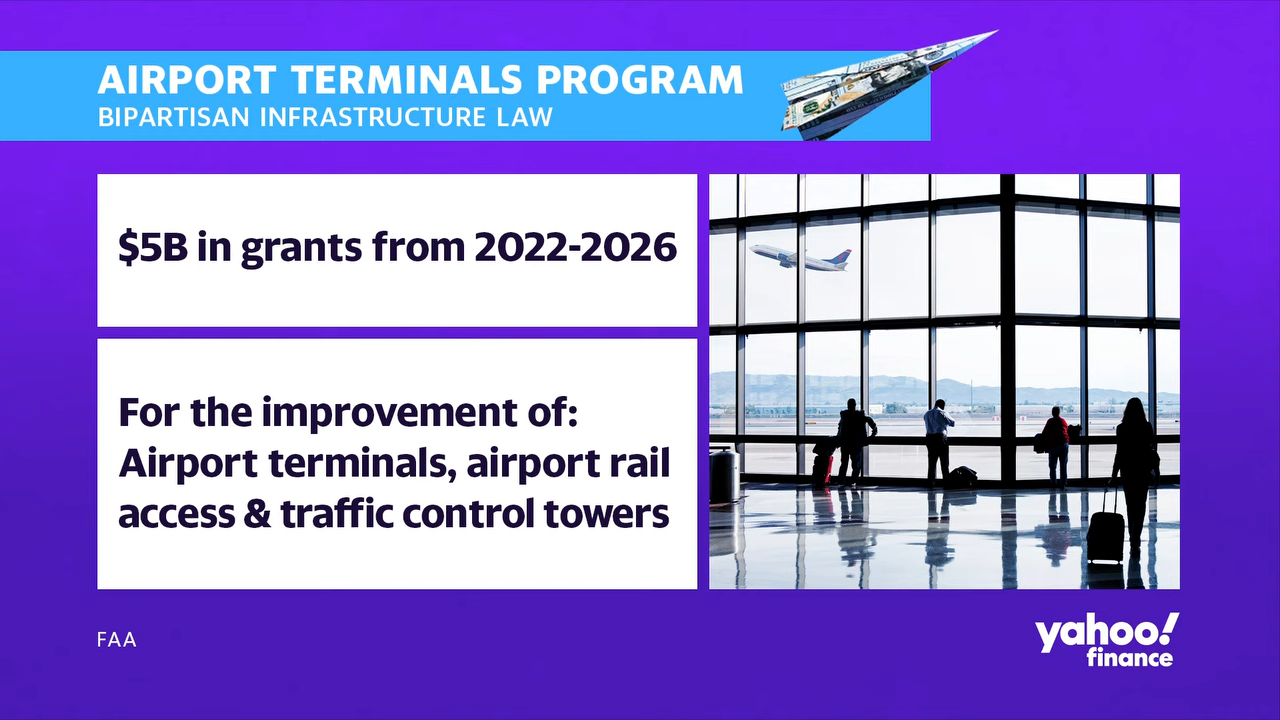 AIRPORT TERMINALS PROGRAM
BIPARTISAN INFRASTRUCTURE LAW
$5B in grants from 2022-2026
For the improvement of:
Airport terminals, airport rail
access & traffic control towers
FAA
yahoo!
finance